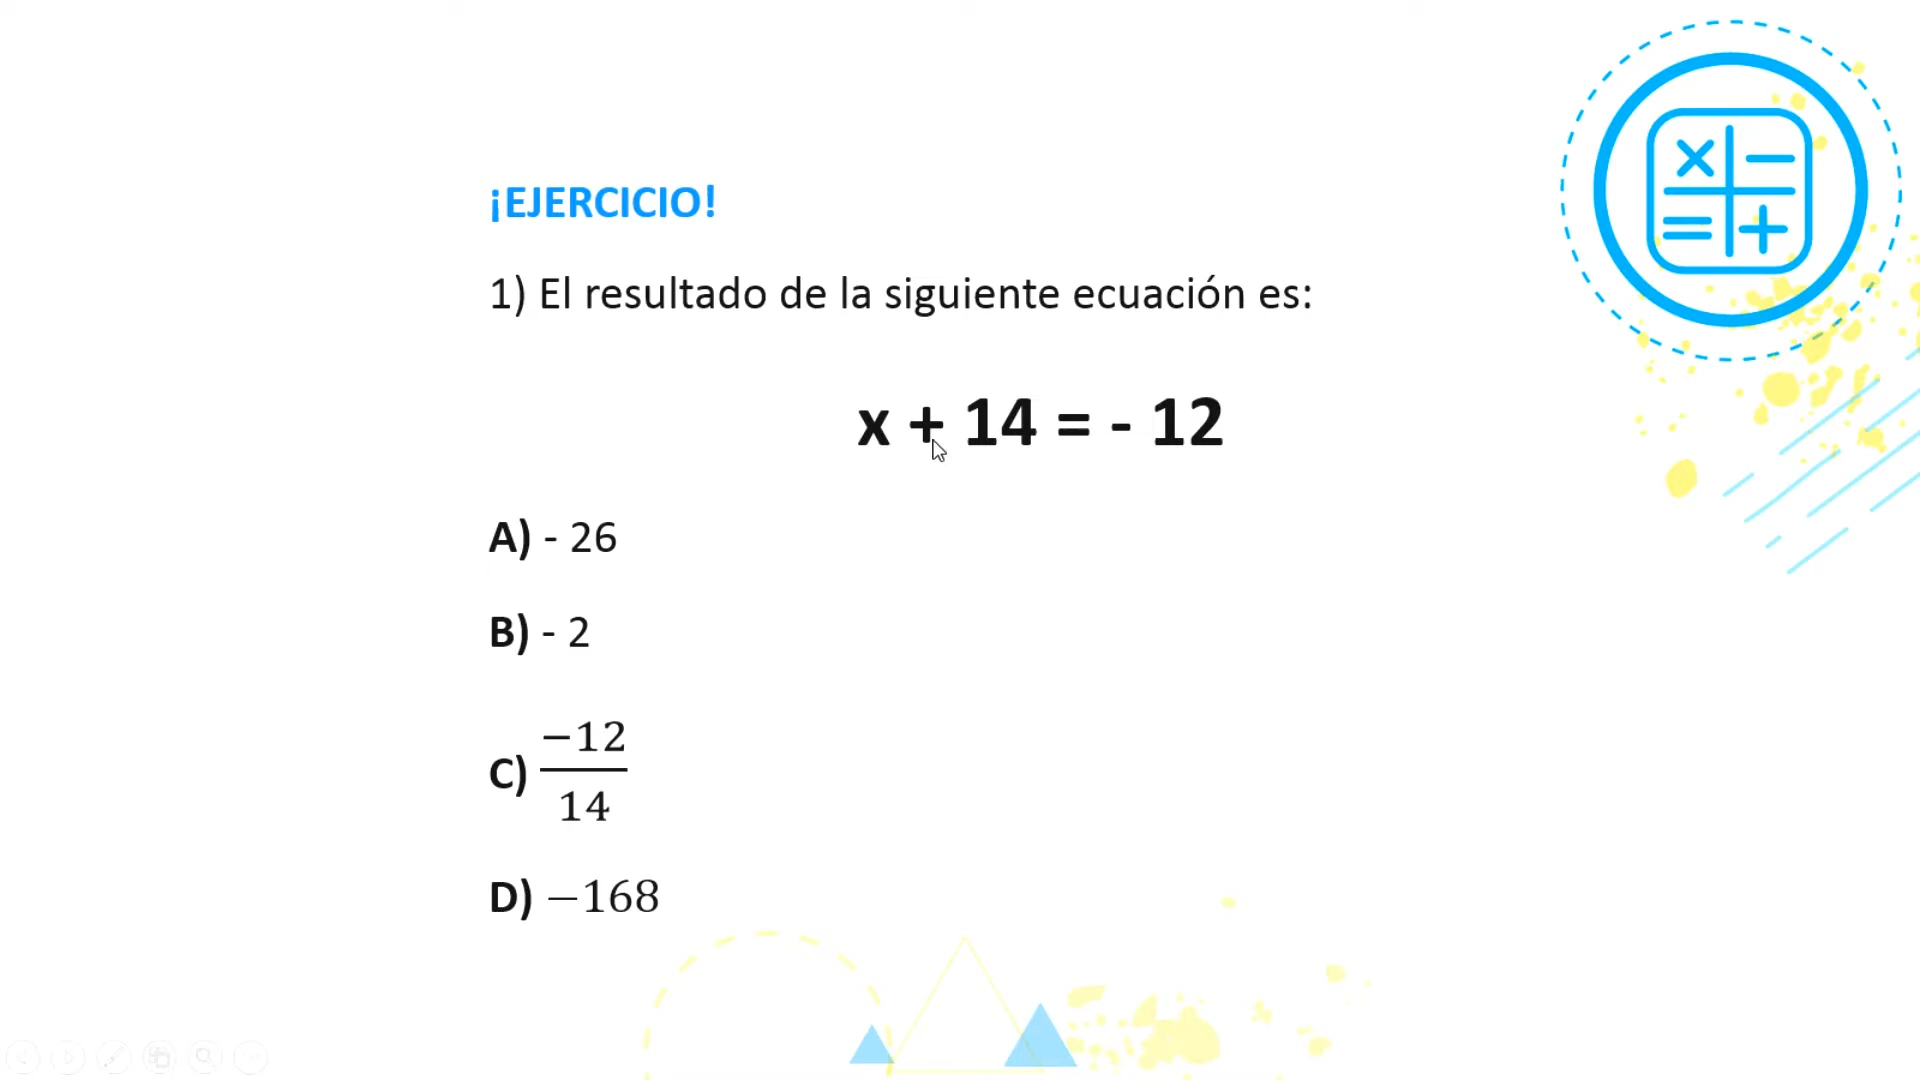 ¡EJERCICIO!
1) El resultado de la siguiente ecuación es:
x + 14 = - 12
A) - 26
B) - 2
C) −12/14
D) −168